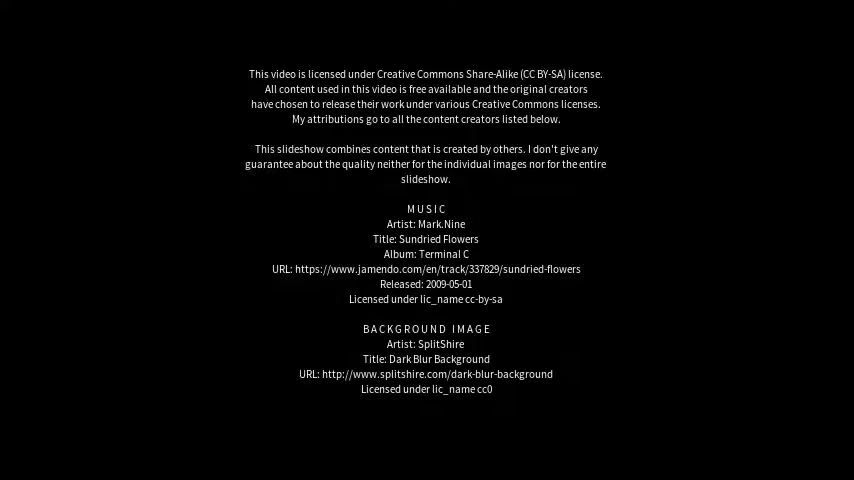 This video is licensed under Creative Commons Share-Alike (CC BY-SA) license.
All content used in this video is free available and the original creators
have chosen to release their work under various Creative Commons licenses.
My attributions go to all the content creators listed below.
This slideshow combines content that is created by others. I don't give any
guarantee about the quality neither for the individual images nor for the entire
slideshow.
MUSIC
Artist: Mark.Nine
Title: Sundried Flowers
Album: Terminal C
URL: https://www.jamendo.com/en/track/337829/sundried-flowers
Released: 2009-05-01
Licensed under lic_name cc-by-sa
BACKGROUND IMAGE
Artist: SplitShire
Title: Dark Blur Background
URL: http://www.splitshire.com/dark-blur-background
Licensed under lic_name cc0